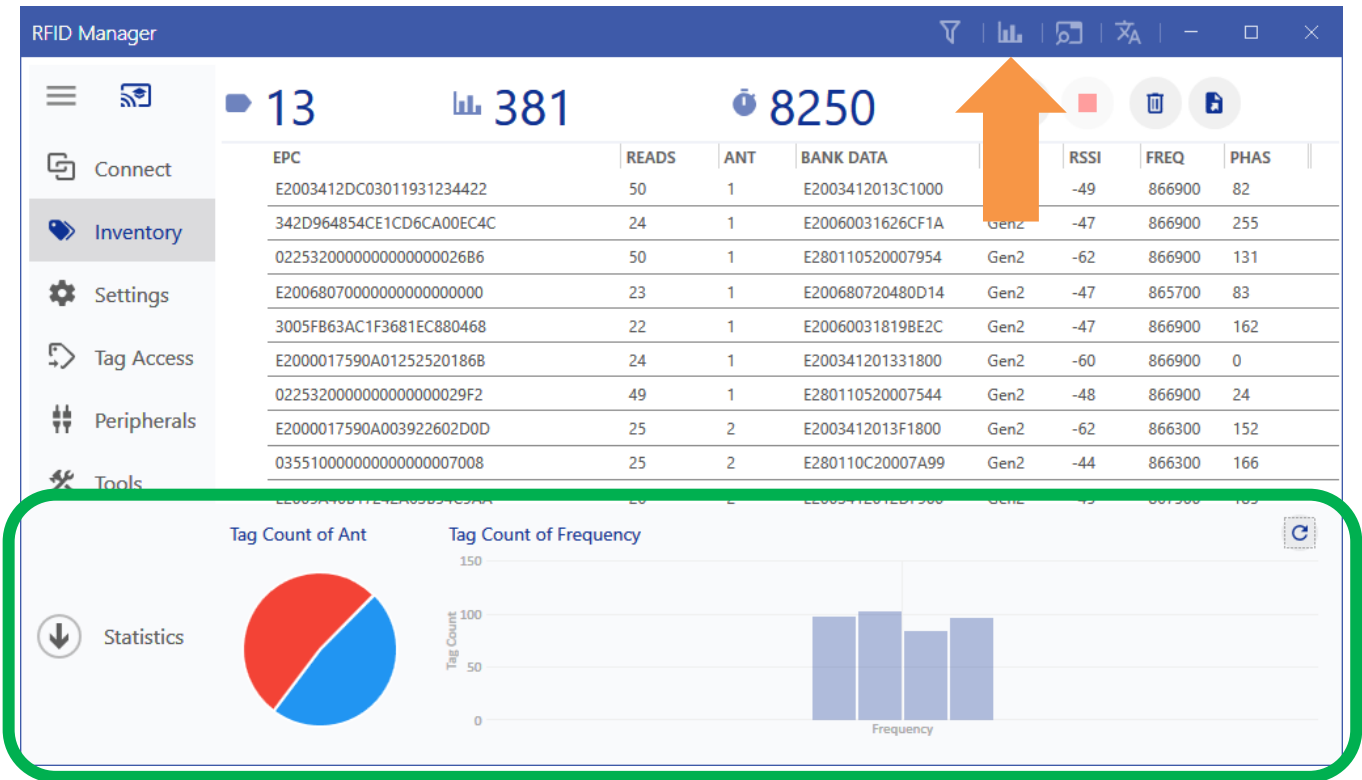 RFID Manager
13 381 8250
EPC READS ANT BANK DATA RSSI FREQ PHAS
E2003412DC03011931234422 50 1 E2003412013C1000 -49 866900 82
342D964854CE1CD6CA00EC4C 24 1 E20060031626CF1A Gen2 -47 866900 255
0225320000000000000026B6 50 1 E280110520007954 Gen2 -62 866900 131
E20068070000000000000000 23 1 E200680720480D14 Gen2 -47 865700 83
3005FB63AC1F3681EC880468 22 1 E20060031819BE2C Gen2 -47 866900 162
E2000017590A01252520186B 24 1 E200341201331800 Gen2 -60 866900 0
0225320000000000000029F2 49 1 E280110520007544 Gen2 -48 866900 24
E2000017590A003922602D0D 25 2 E2003412013F1800 Gen2 -62 866300 152
035510000000000000007008 25 2 E280110C20007A99 Gen2 -44 866300 166
Connect
Inventory
Settings
Tag Access
Peripherals
Tools
Statistics
Tag Count of Ant
Tag Count of Frequency
150
100
50
0
Tag Count
Frequency